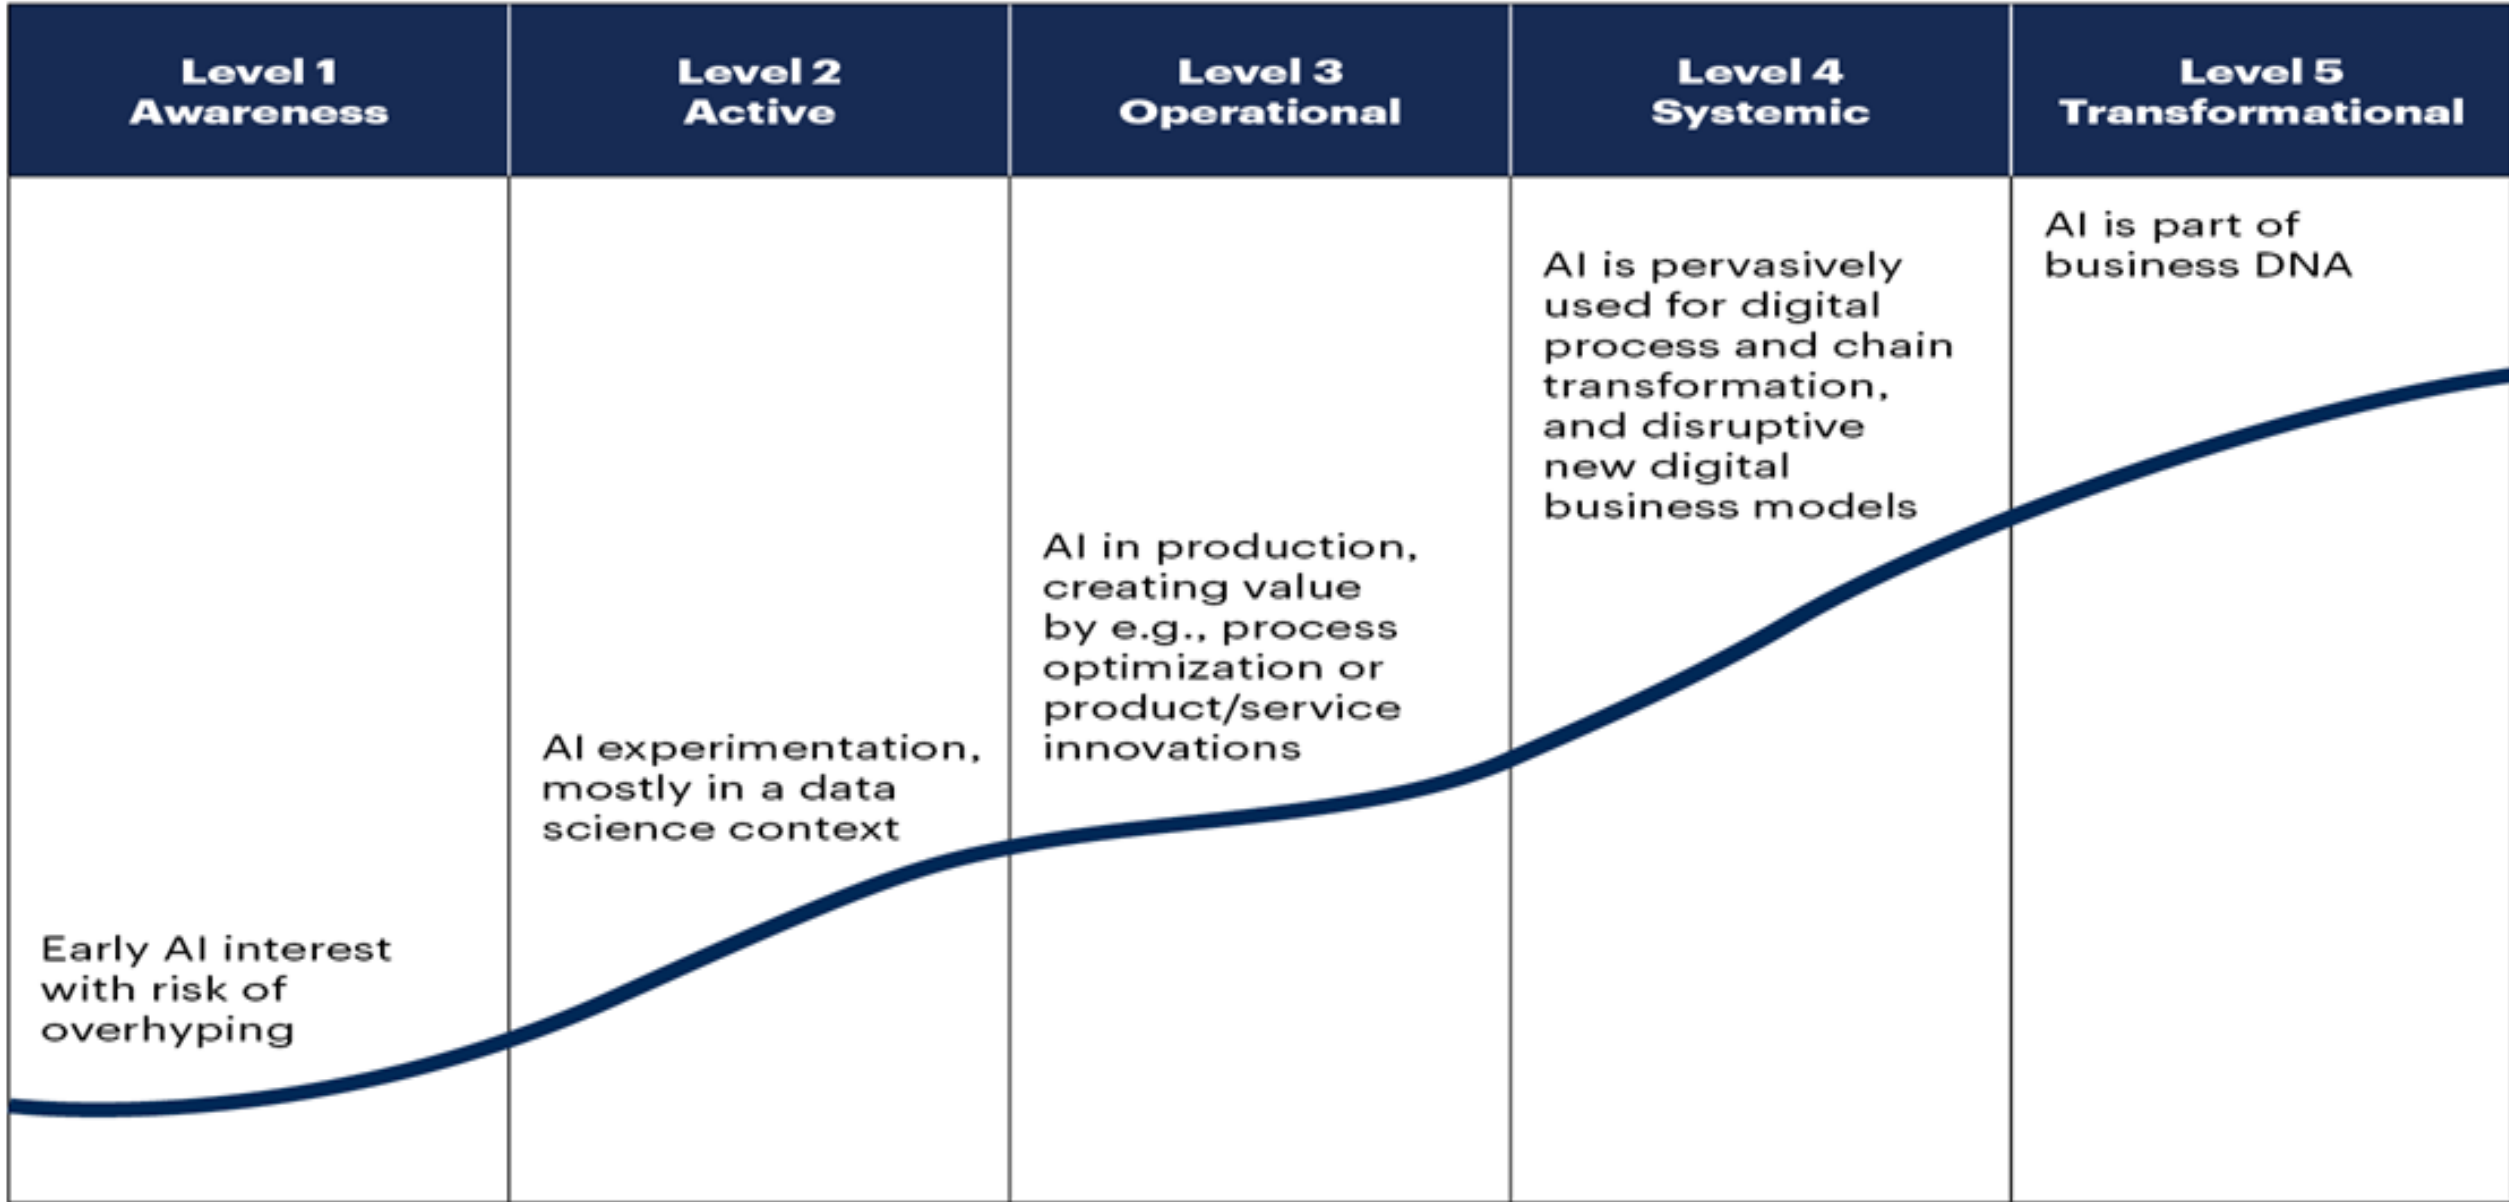 Level 1
Awareness
Level 2
Active
Level 3
Operational
Level 4
Systemic
Level 5
Transformational
Early AI interest
with risk of
overhyping
AI experimentation,
mostly in a data
science context
AI in production,
creating value
by e.g., process
optimization or
product/service
innovations
AI is pervasively
used for digital
process and chain
transformation,
and disruptive
new digital
business models
AI is part of
business DNA